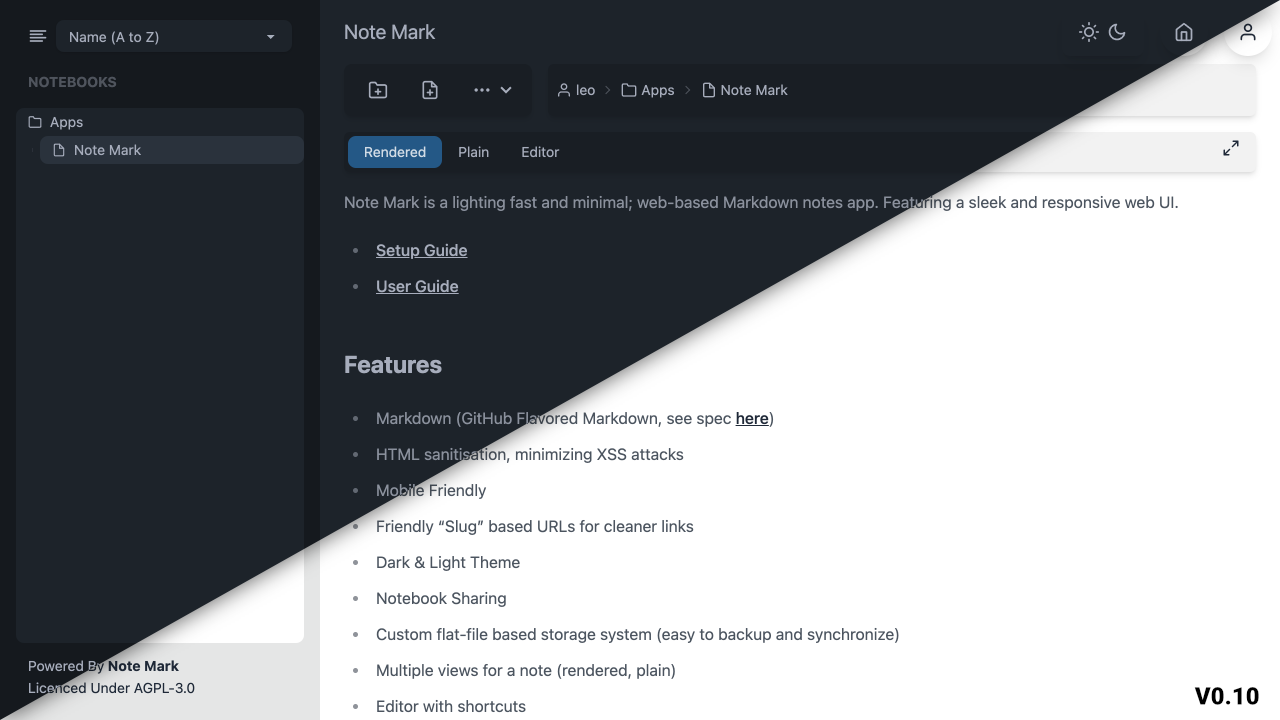 Name (A to Z)
NOTEBOOKS
Apps
Note Mark
Powered By Note Mark
Licenced Under AGPL-3.0
Note Mark
leo
Apps
Note Mark
Rendered
Plain
Editor
Note Mark is a lighting fast and minimal; web-based Markdown notes app. Featuring a sleek and responsive web UI.
Setup Guide
User Guide
Features
Markdown (GitHub Flavored Markdown, see spec here)
HTML sanitisation, minimizing XSS attacks
Mobile Friendly
Friendly “Slug” based URLs for cleaner links
Dark & Light Theme
Notebook Sharing
Custom flat-file based storage system (easy to backup and synchronize)
Multiple views for a note (rendered, plain)
Editor with shortcuts
V0.10